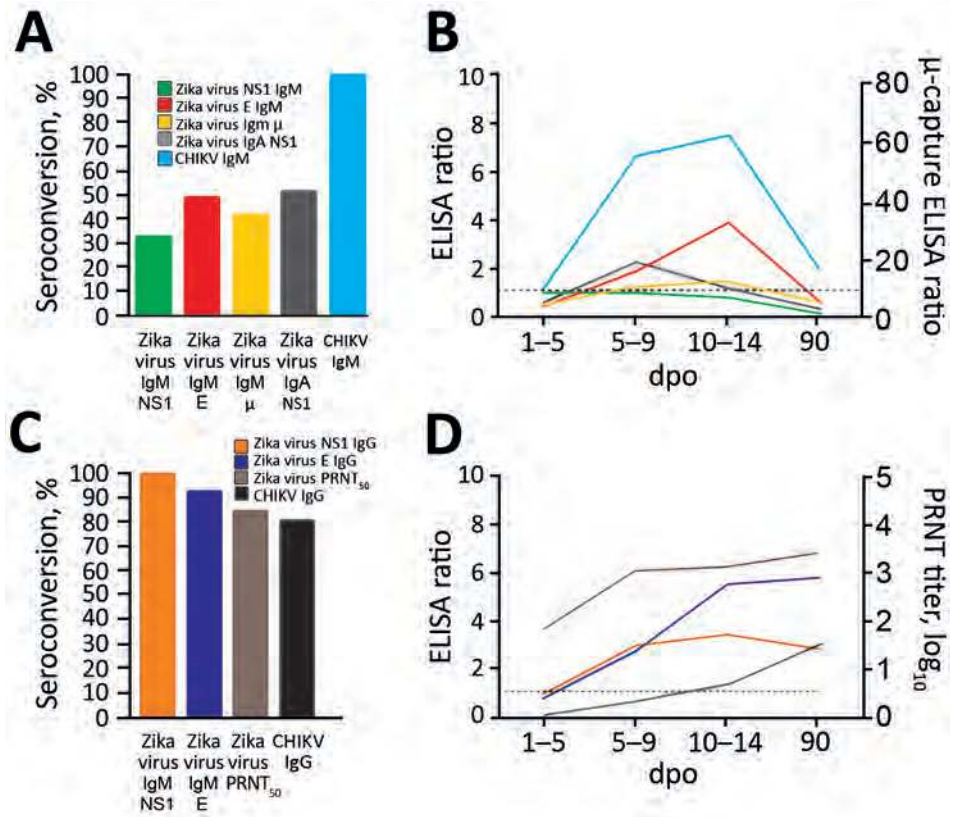 A
Seroconversion, %
100
90
80
70
60
50
40
30
20
10
0
Zika virus NS1 IgM
Zika virus E IgM
Zika virus Igm μ
Zika virus IgA NS1
CHIKV IgM
Zika virus IgM NS1
Zika virus IgM E
Zika virus IgM μ
Zika virus IgA NS1
CHIKV IgM
B
ELISA ratio
10
8
6
4
2
0
μ-capture ELISA ratio
80
60
40
20
0
1–5 5–9 10–14 90
dpo
C
Seroconversion, %
100
90
80
70
60
50
40
30
20
10
0
Zika virus NS1 IgG
Zika virus E IgG
Zika virus PRNT50
CHIKV IgG
Zika virus IgM NS1
Zika virus IgM E
Zika virus PRNT50
CHIKV IgG
D
ELISA ratio
10
8
6
4
2
0
PRNT titer, log10
5
4
3
2
1
0
1–5 5–9 10–14 90
dpo